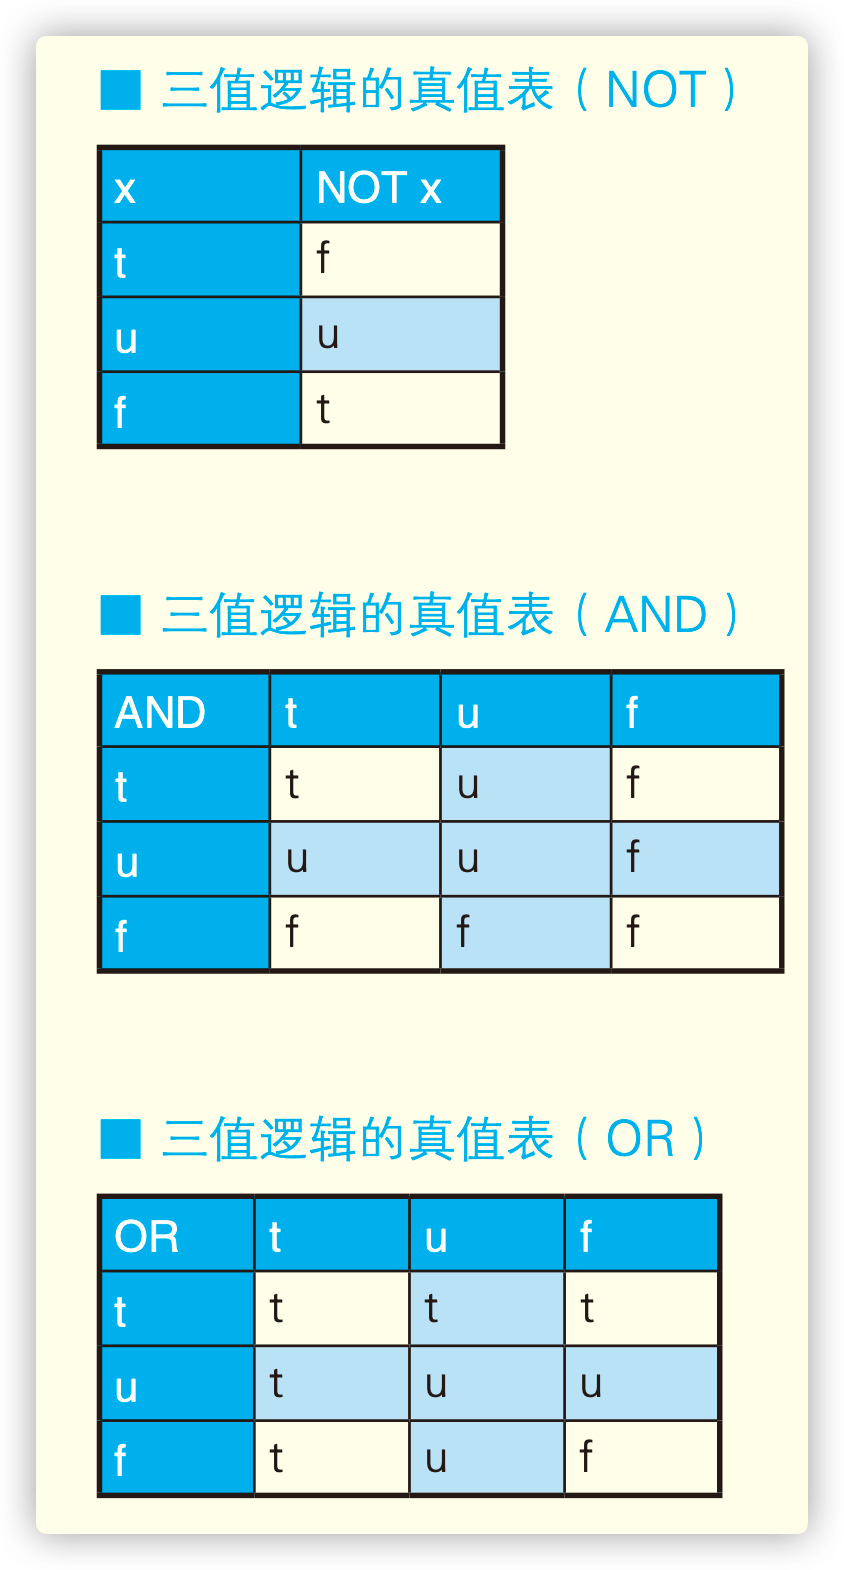 三值逻辑的真值表（NOT）
x NOT x
t f
u u
f t
三值逻辑的真值表（AND）
AND t u f
t t u f
u u u f
f f f f
三值逻辑的真值表（OR）
OR t u f
t t t t
u t u u
f t u f